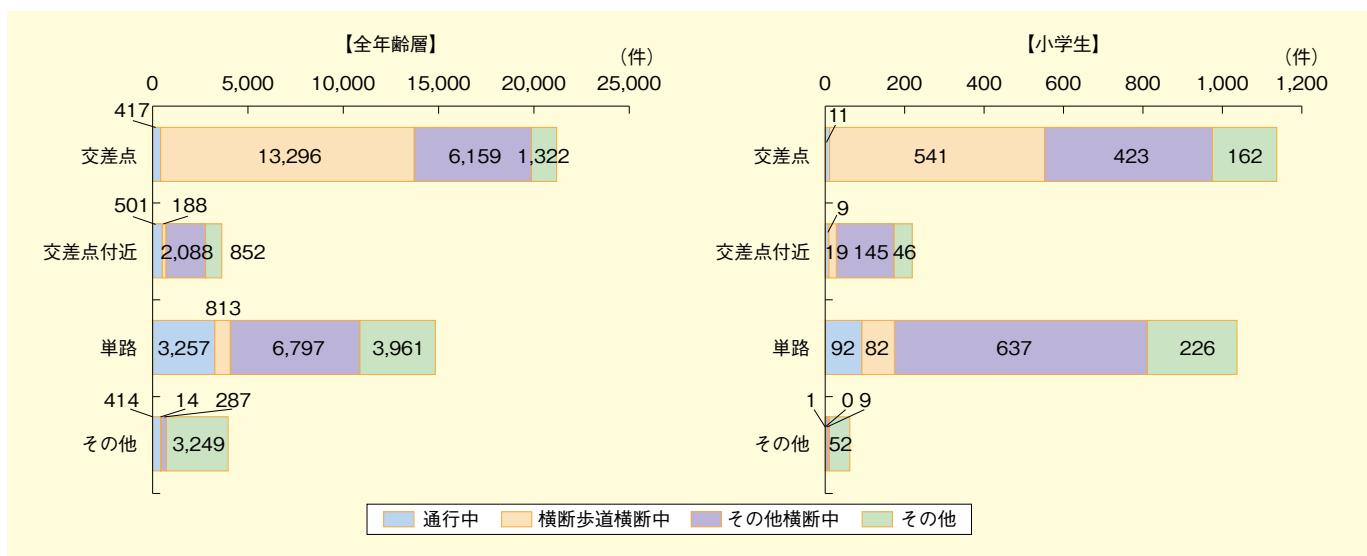 【全年齢層】
(件)
0 5,000 10,000 15,000 20,000 25,000
417
交差点 13,296 6,159 1,322
501 188
交差点付近 2,088 852
813
単路 3,257 6,797 3,961
414 14 287
その他 3,249
【小学生】
(件)
0 200 400 600 800 1,000 1,200
11
交差点 541 423 162
9
交差点付近 19 145 46
単路 92 82 637 226
1 0 9
その他 52
通行中 横断歩道横断中 その他横断中 その他